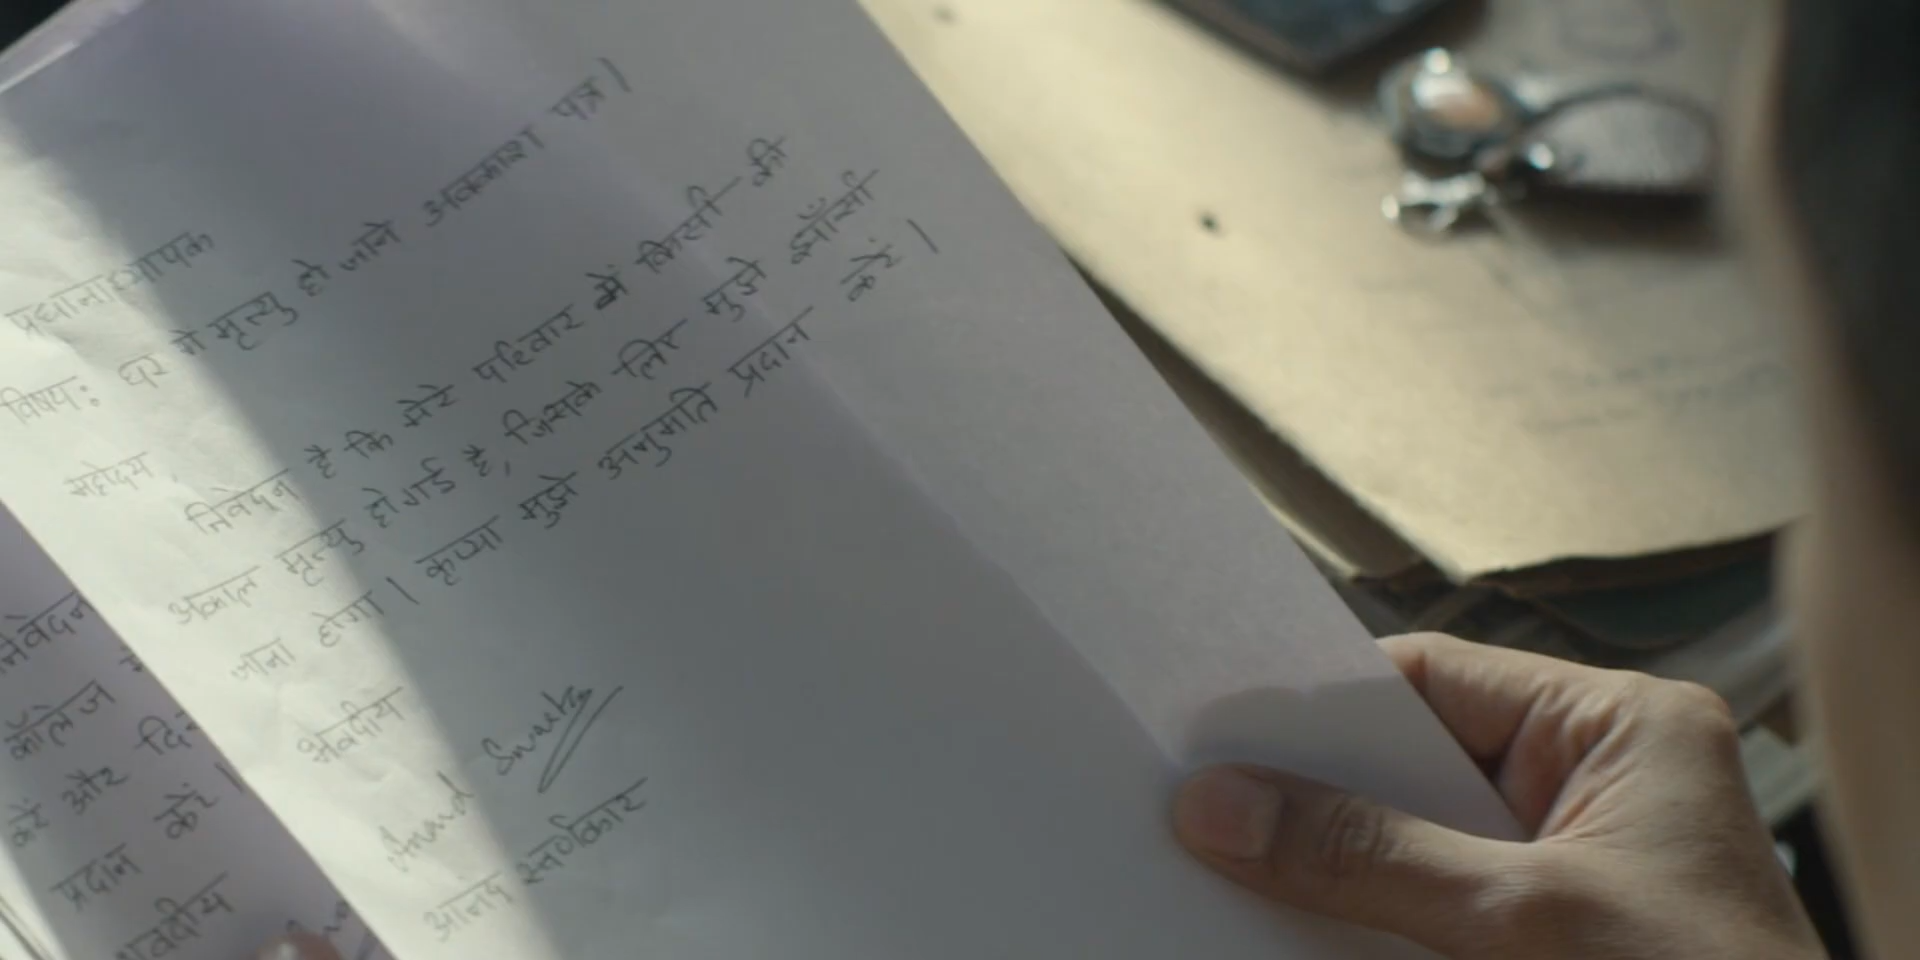 प्रधानाध्यापक
विषय: घर मे मृत्यु हो जाने अवकाश पत्र।
महोदय,
निवेदन है कि मेरे परिवार में किसी की
अकाल मृत्यु हो गई है, जिसके लिए मुझे झाँसी
जाना होगा। कृप्या मुझे अनुमति प्रदान करें।
भवदीय
Anand
आनंद स्वर्णकार
निवेदन
कॉलेज
करें और
प्रदान करें।
भवदीय